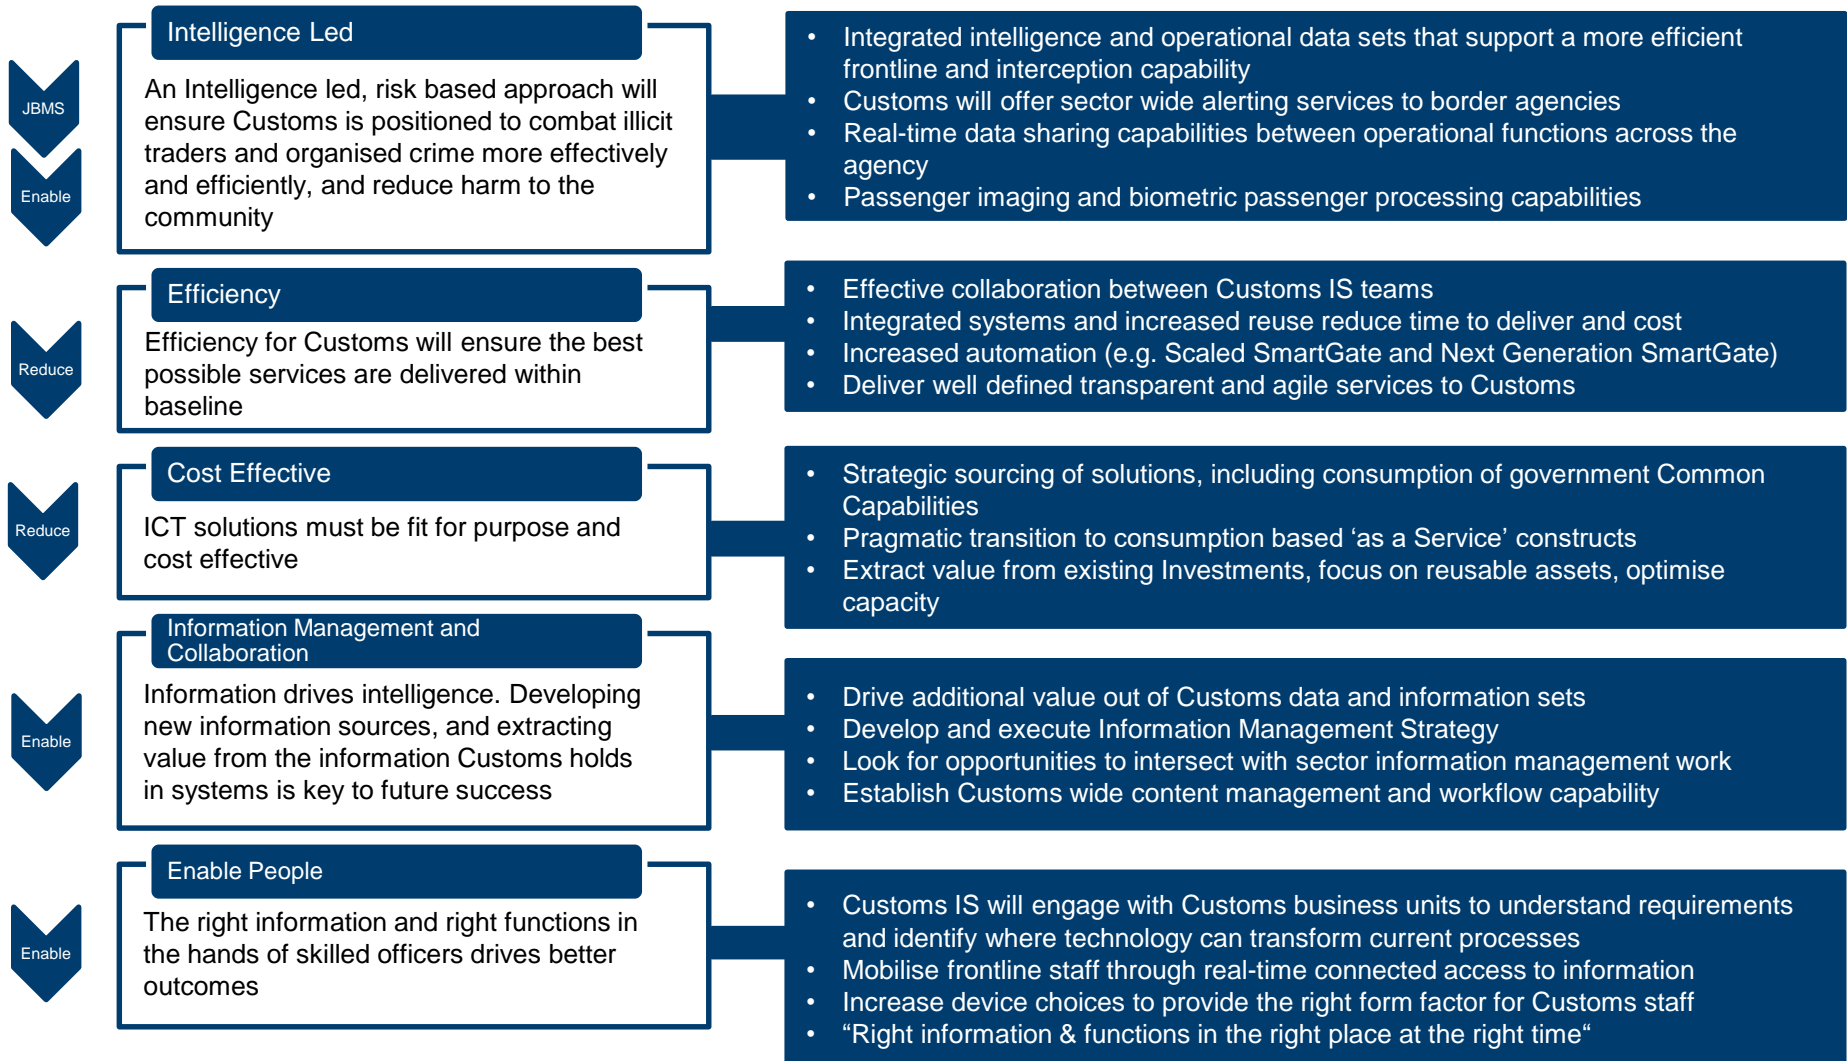 JBMS
Enable
Intelligence Led
An Intelligence led, risk based approach will
ensure Customs is positioned to combat illicit
traders and organised crime more effectively
and efficiently, and reduce harm to the
community
• Integrated intelligence and operational data sets that support a more efficient
frontline and interception capability
• Customs will offer sector wide alerting services to border agencies
• Real-time data sharing capabilities between operational functions across the
agency
• Passenger imaging and biometric passenger processing capabilities
Reduce
Efficiency
Efficiency for Customs will ensure the best
possible services are delivered within
baseline
• Effective collaboration between Customs IS teams
• Integrated systems and increased reuse reduce time to deliver and cost
• Increased automation (e.g. Scaled SmartGate and Next Generation SmartGate)
• Deliver well defined transparent and agile services to Customs
Reduce
Cost Effective
ICT solutions must be fit for purpose and
cost effective
• Strategic sourcing of solutions, including consumption of government Common
Capabilities
• Pragmatic transition to consumption based ‘as a Service’ constructs
• Extract value from existing Investments, focus on reusable assets, optimise
capacity
Enable
Information Management and
Collaboration
Information drives intelligence. Developing
new information sources, and extracting
value from the information Customs holds
in systems is key to future success
• Drive additional value out of Customs data and information sets
• Develop and execute Information Management Strategy
• Look for opportunities to intersect with sector information management work
• Establish Customs wide content management and workflow capability
Enable
Enable People
The right information and right functions in
the hands of skilled officers drives better
outcomes
• Customs IS will engage with Customs business units to understand requirements
and identify where technology can transform current processes
• Mobilise frontline staff through real-time connected access to information
• Increase device choices to provide the right form factor for Customs staff
• “Right information & functions in the right place at the right time“